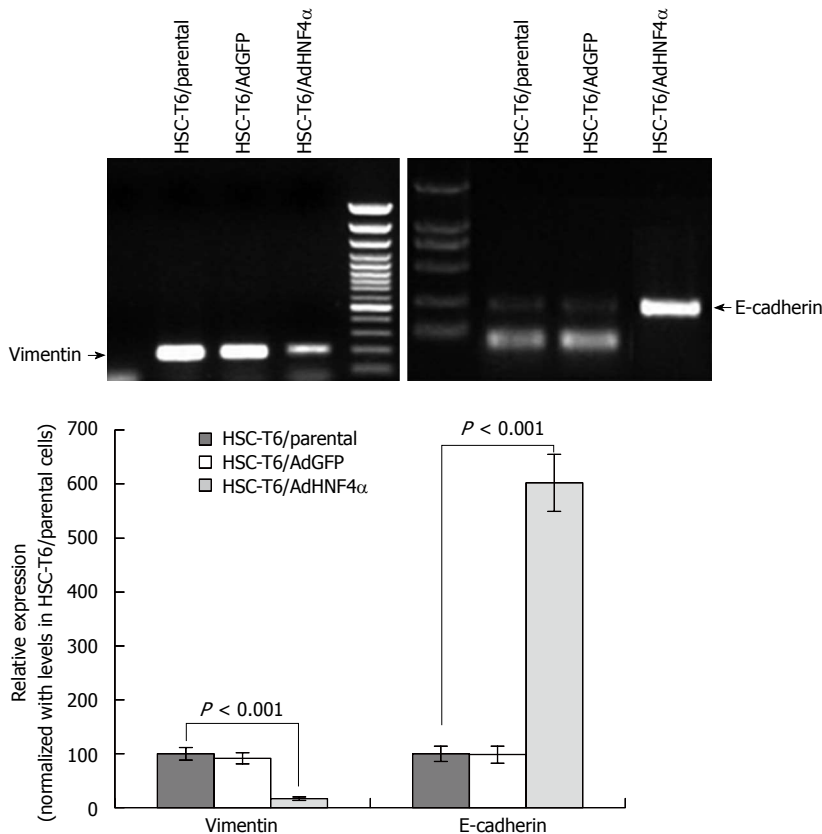 HSC-T6/parental
HSC-T6/AdGFP
HSC-T6/AdHNF4α
HSC-T6/parental
HSC-T6/AdGFP
HSC-T6/AdHNF4α
Vimentin
E-cadherin
Relative expression
(normalized with levels in HSC-T6/parental cells)
700
600
500
400
300
200
100
0
HSC-T6/parental
HSC-T6/AdGFP
HSC-T6/AdHNF4α
P < 0.001
P < 0.001
Vimentin
E-cadherin